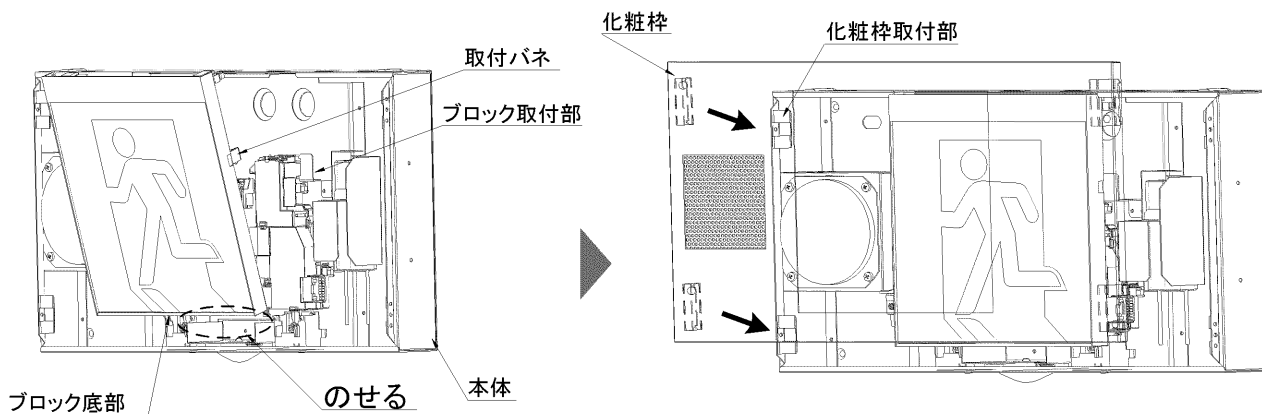 取付バネ
ブロック取付部
ブロック底部
のせる
本体
化粧枠
化粧枠取付部